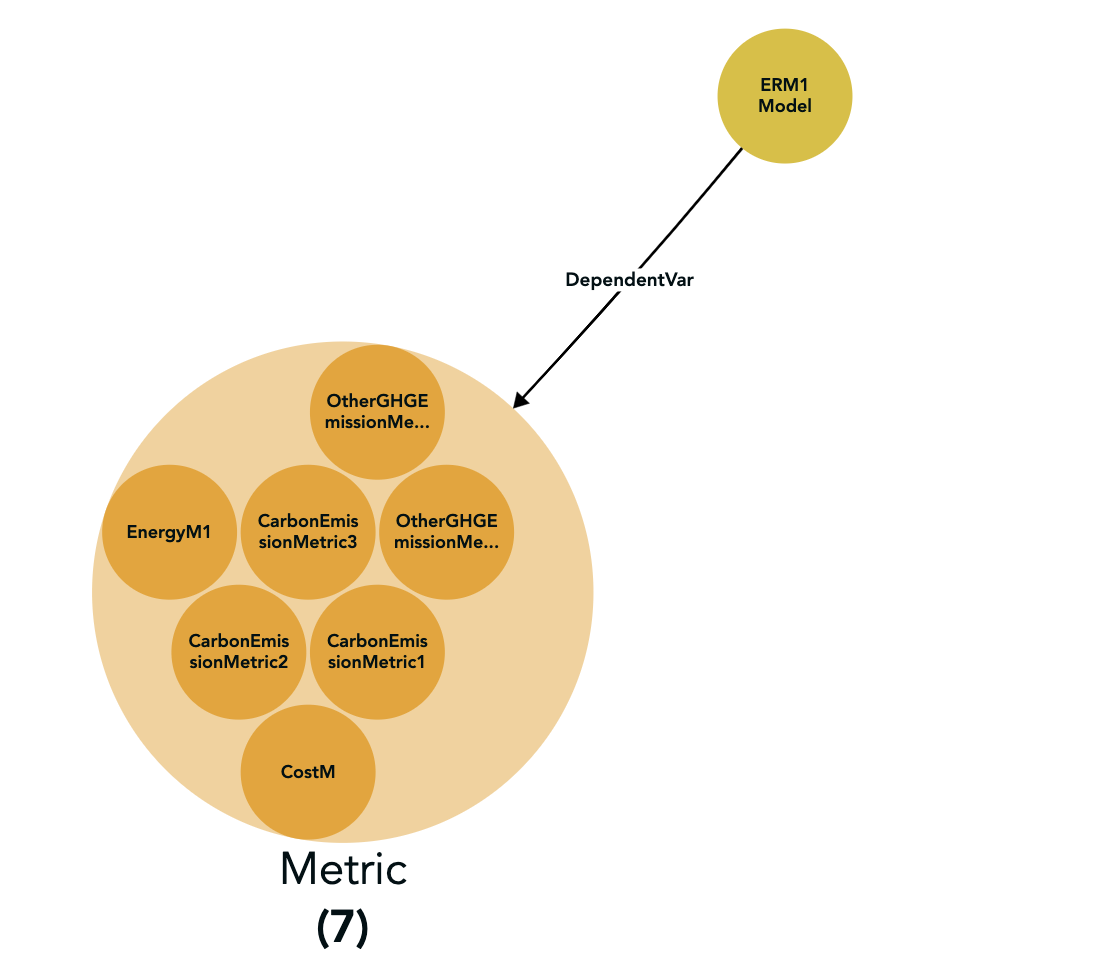 ERM1
Model
DependentVar
OtherGHGE
missionMe...
EnergyM1
CarbonEmis
sionMetric3
OtherGHGE
missionMe...
CarbonEmis
sionMetric2
CarbonEmis
sionMetric1
CostM
Metric
(7)